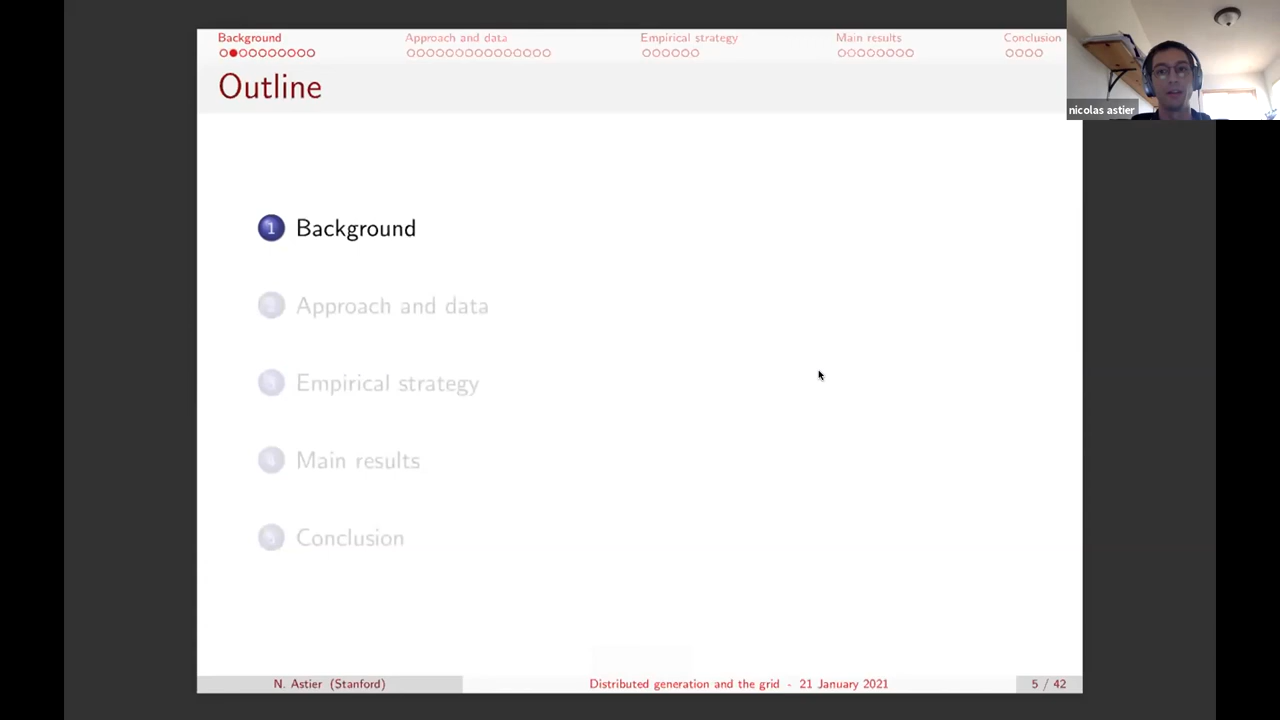 Background
Approach and data
Empirical strategy
Main results
Conclusion
nicolas astier
Outline
1 Background
Approach and data
Empirical strategy
Main results
Conclusion
N. Astier (Stanford)
Distributed generation and the grid - 21 January 2021
5 / 42